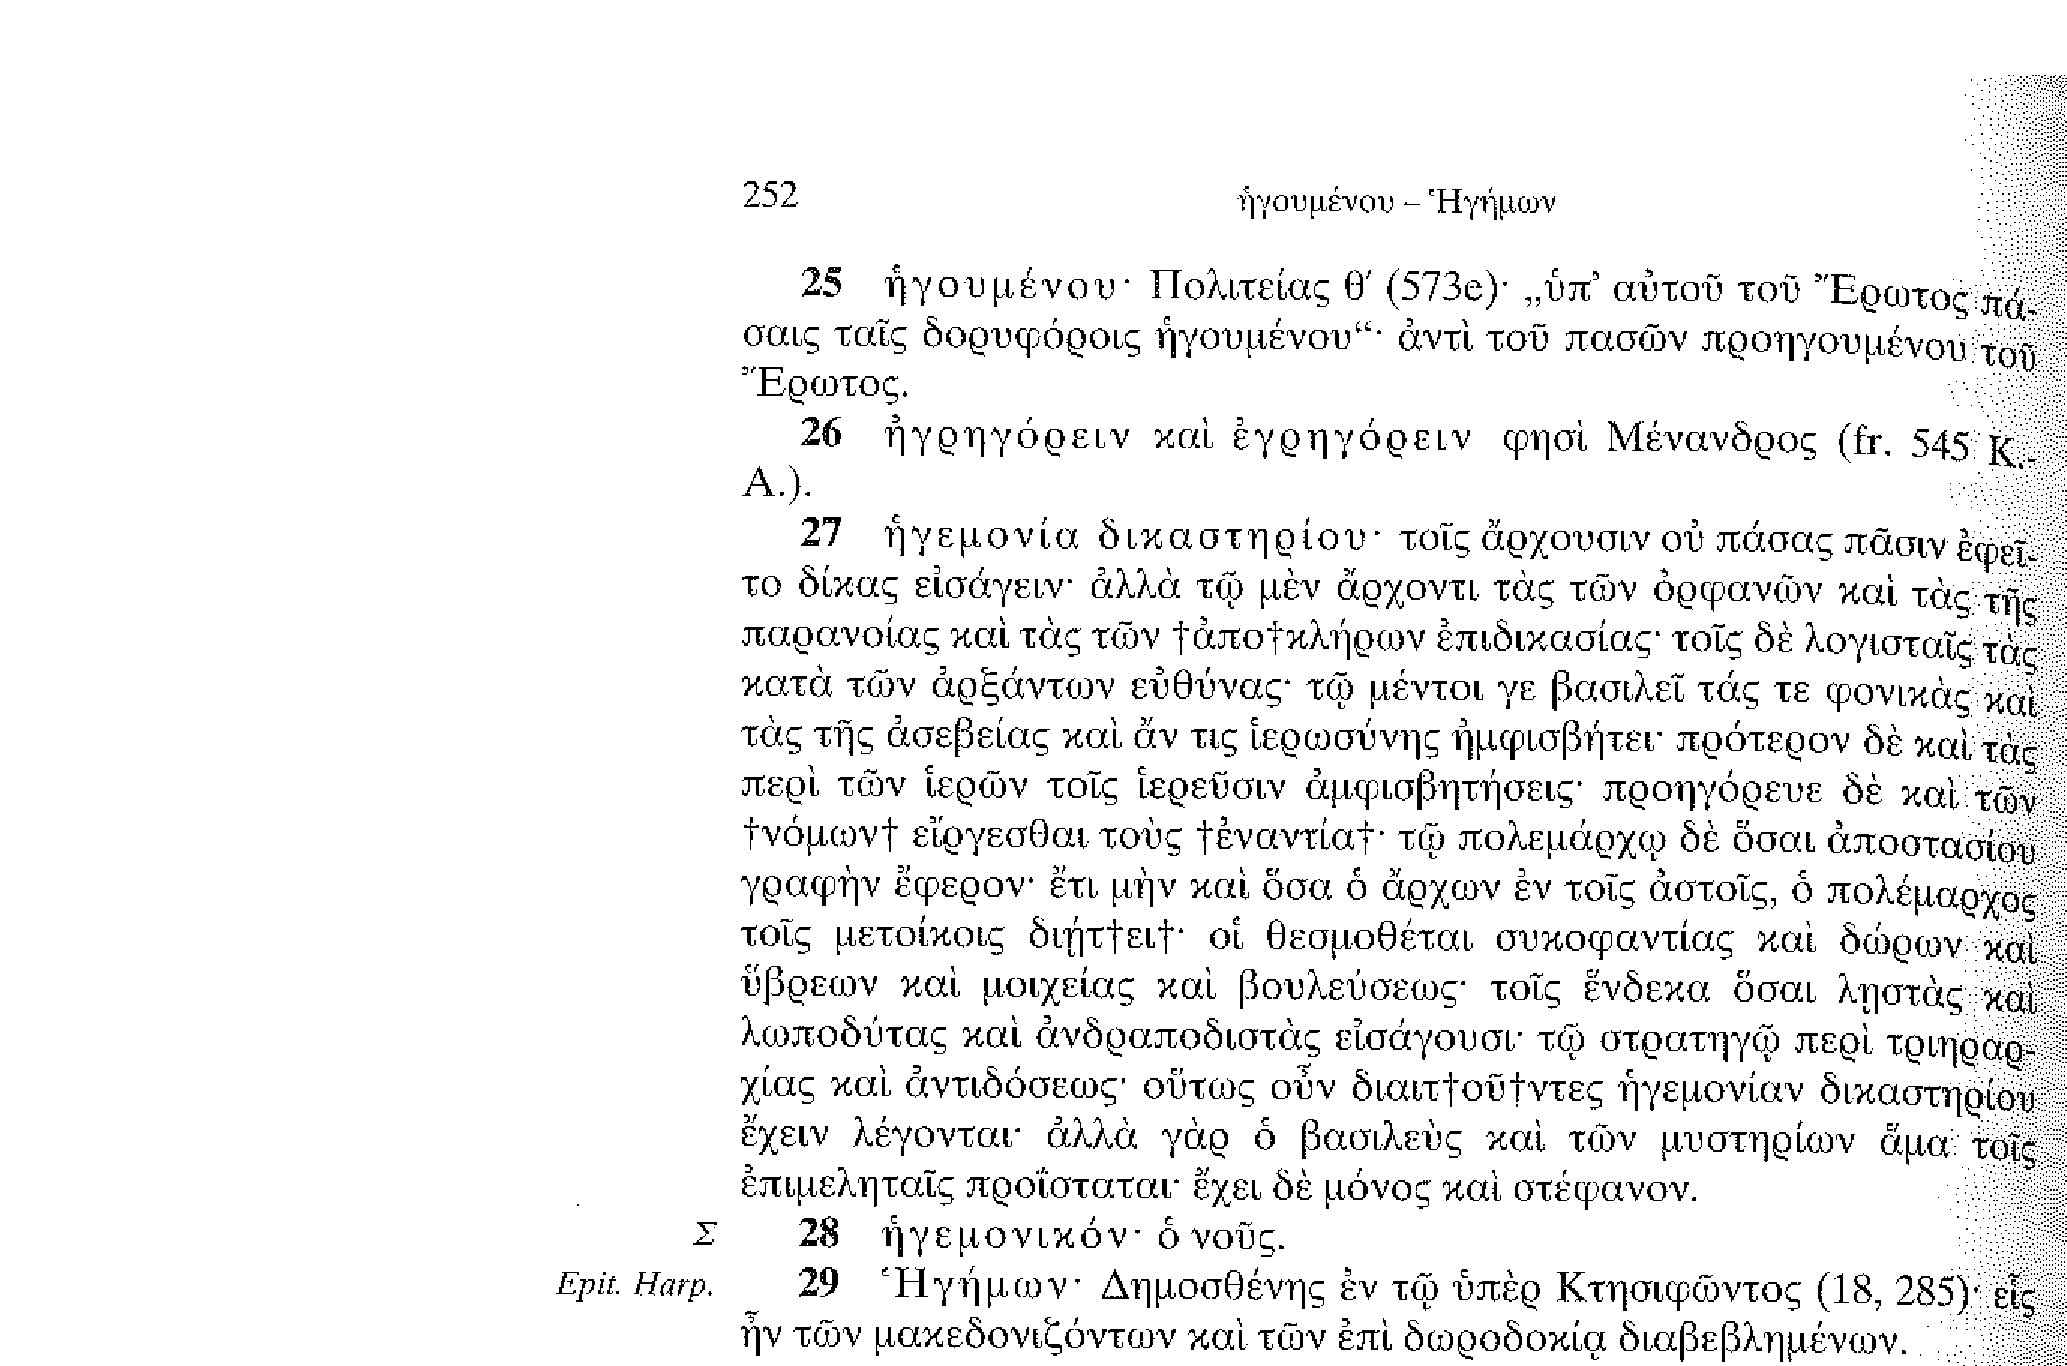 252
ἡγουμένου – Ἡγήμων
25 ἡγουμένου· Πολιτείας θ′ (573e)· „ὑπ’ αὐτοῦ τοῦ Ἔρωτος πά-
σαις ταῖς δορυφόροις ἡγουμένου“· ἀντὶ τοῦ πασῶν προηγουμένου τοῦ
Ἔρωτος.
26 ἠγρηγόρειν καὶ ἐγρηγόρειν φησὶ Μένανδρος (fr. 545 K.-
A.).
27 ἡγεμονία δικαστηρίου· τοῖς ἄρχουσιν οὐ πάσας πᾶσιν ἐφεῖ-
το δίκας εἰσάγειν· ἀλλὰ τῷ μὲν ἄρχοντι τὰς τῶν ὀρφανῶν καὶ τὰς τῆς
παρανοίας καὶ τὰς τῶν †ἀπο†κλήρων ἐπιδικασίας· τοῖς δὲ λογισταῖς τὰς
κατὰ τῶν ἀρξάντων εὐθύνας· τῷ μέντοι γε βασιλεῖ τάς τε φονικὰς καὶ
τὰς τῆς ἀσεβείας καὶ ἄν τις ἱερωσύνης ἠμφισβήτει· πρότερον δὲ καὶ τὰς
περὶ τῶν ἱερῶν τοῖς ἱερεῦσιν ἀμφισβητήσεις· προηγόρευε δὲ καὶ τῶν
†νόμων† εἴργεσθαι τοὺς †ἐναντία†· τῷ πολεμάρχῳ δὲ ὅσαι ἀποστασίου
γραφὴν ἔφερον· ἔτι μὴν καὶ ὅσα ὁ ἄρχων ἐν τοῖς ἀστοῖς, ὁ πολέμαρχος
τοῖς μετοίκοις διῄτ†ει†· οἱ θεσμοθέται συκοφαντίας καὶ δώρων καὶ
ὕβρεων καὶ μοιχείας καὶ βουλεύσεως· τοῖς ἕνδεκα ὅσαι λῃστὰς καὶ
λωποδύτας καὶ ἀνδραποδιστὰς εἰσάγουσι· τῷ στρατηγῷ περὶ τριηραρ-
χίας καὶ ἀντιδόσεως· οὕτως οὖν διαιτ†οῦ†ντες ἡγεμονίαν δικαστηρίου
ἔχειν λέγονται· ἀλλὰ γὰρ ὁ βασιλεὺς καὶ τῶν μυστηρίων ἅμα τοῖς
ἐπιμεληταῖς προΐσταται· ἔχει δὲ μόνος καὶ στέφανον.
Σ 28 ἡγεμονικόν· ὁ νοῦς.
Epit. Harp. 29 Ἡγήμων· Δημοσθένης ἐν τῷ ὑπὲρ Κτησιφῶντος (18, 285)· εἷς
ἦν τῶν μακεδονιζόντων καὶ τῶν ἐπὶ δωροδοκίᾳ διαβεβλημένων.